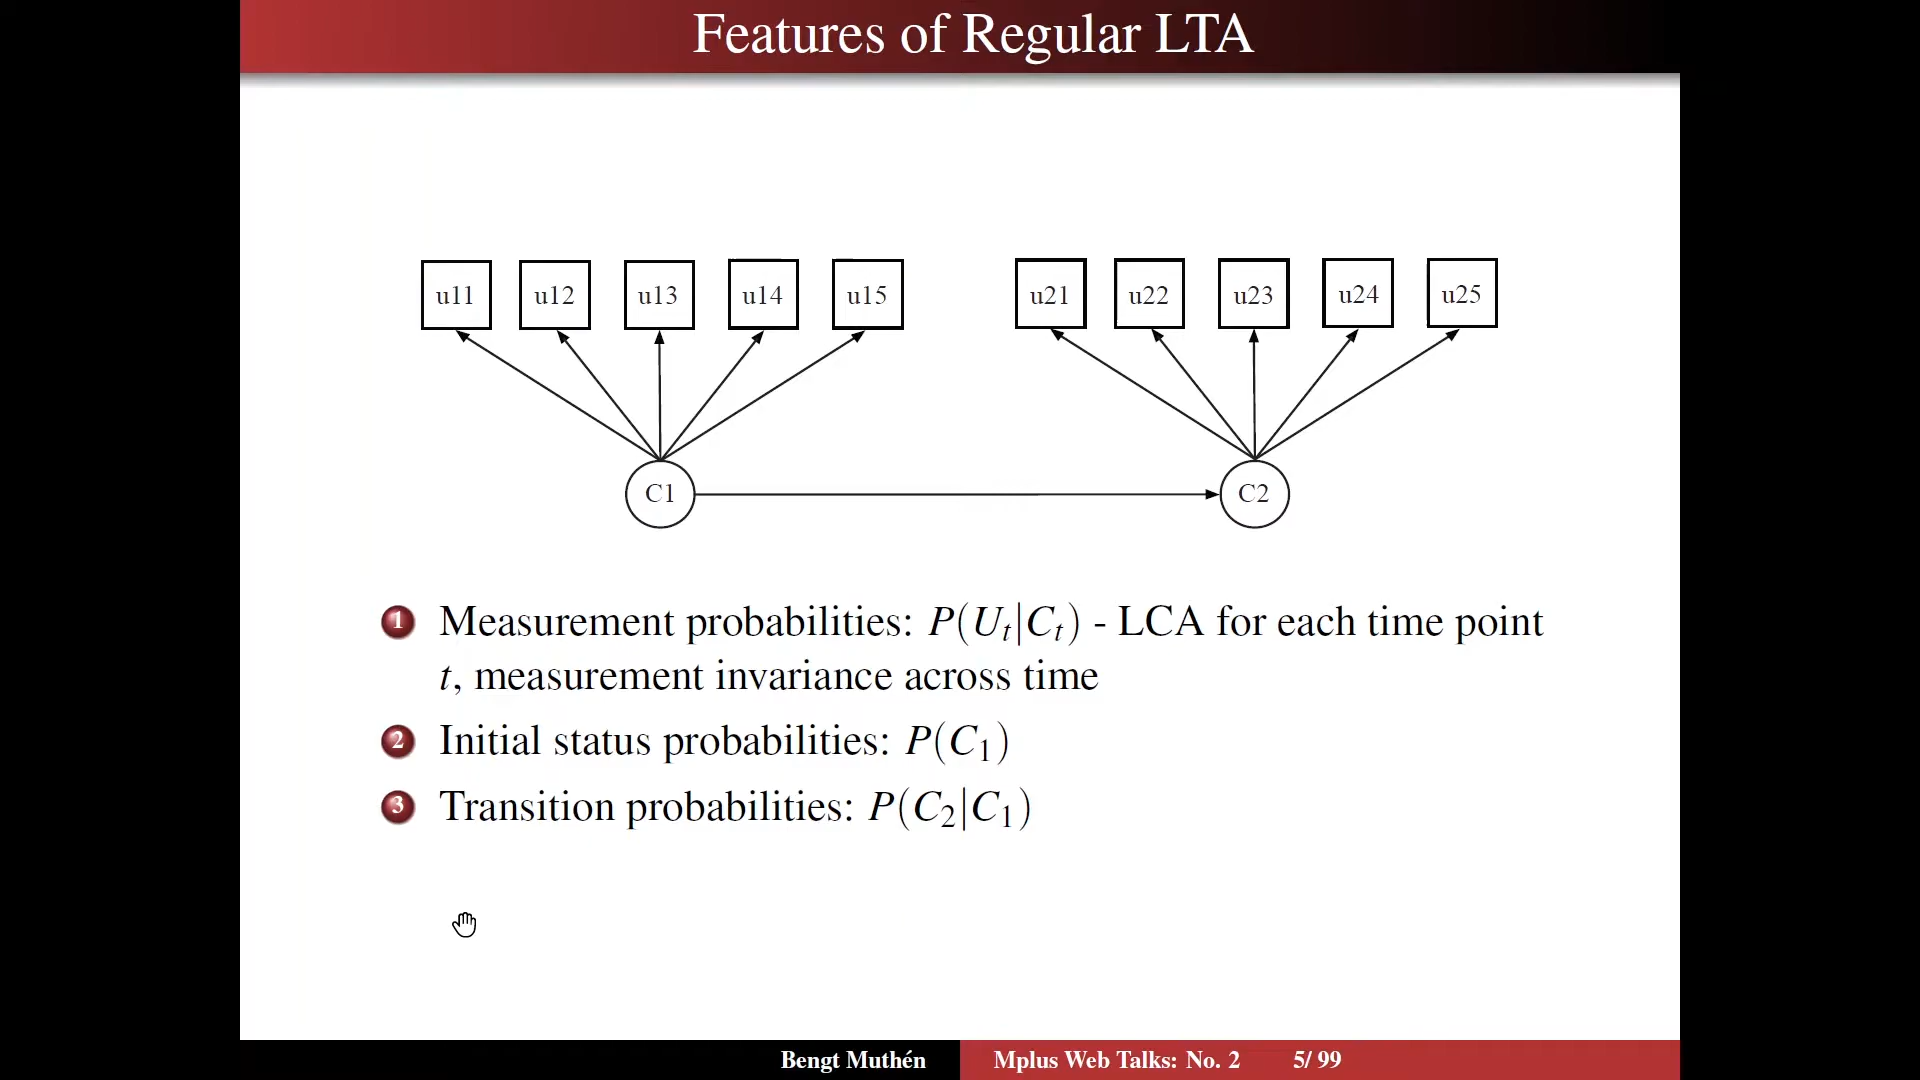 Features of Regular LTA
u11 u12 u13 u14 u15 u21 u22 u23 u24 u25
C1 C2
1 Measurement probabilities: P(U_t|C_t) - LCA for each time point
t, measurement invariance across time
2 Initial status probabilities: P(C_1)
3 Transition probabilities: P(C_2|C_1)
Bengt Muthén Mplus Web Talks: No. 2 5/ 99